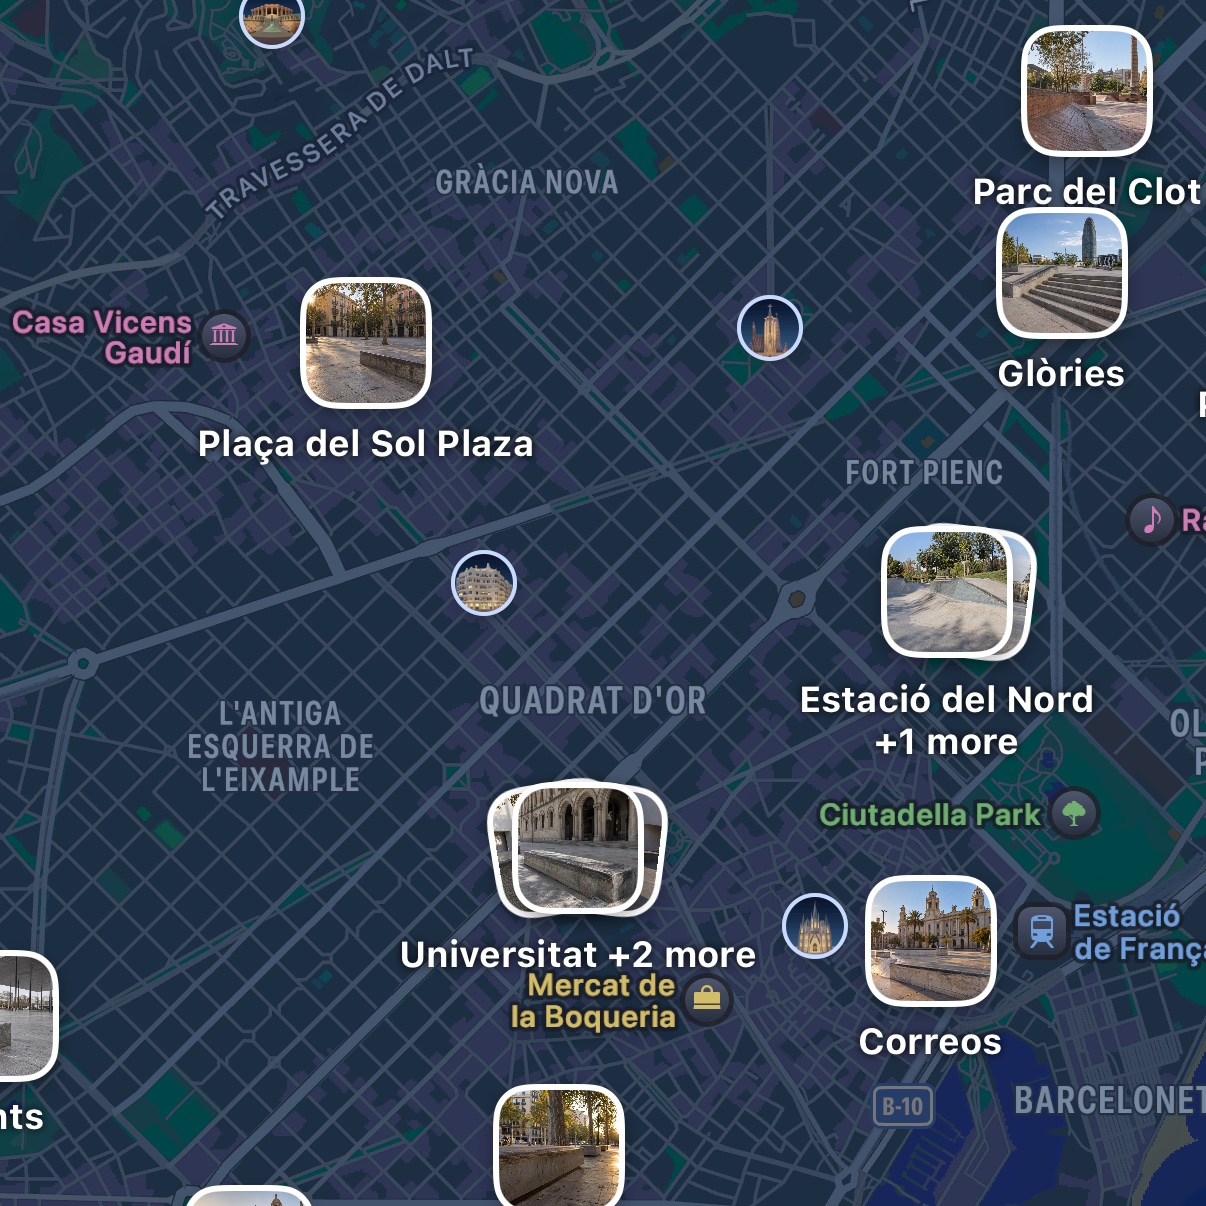 TRAVESSERA DE DALT
GRÀCIA NOVA
Parc del Clot
Casa Vicens
Gaudí
Glòries
Plaça del Sol Plaza
FORT PIENC
Ra
Estació del Nord
+1 more
QUADRAT D'OR
L'ANTIGA
ESQUERRA DE
L'EIXAMPLE
OL
P
Ciutadella Park
Universitat +2 more
Estació
de França
Mercat de
la Boqueria
Correos
nts
B-10
BARCELONET